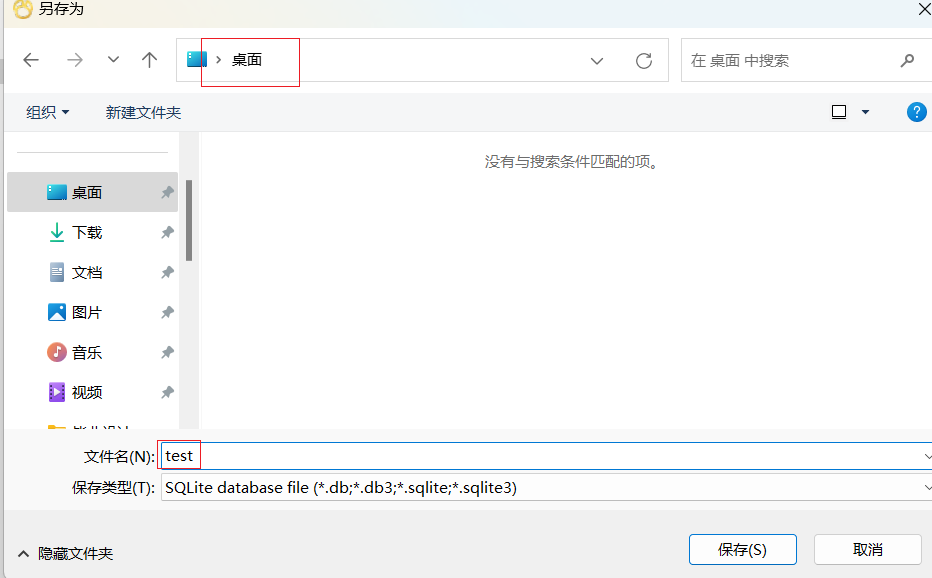 另存为
桌面
在 桌面 中搜索
组织
新建文件夹
没有与搜索条件匹配的项。
桌面
下载
文档
图片
音乐
视频
文件名(N):
test
保存类型(T):
SQLite database file (*.db;*.db3;*.sqlite;*.sqlite3)
隐藏文件夹
保存(S)
取消